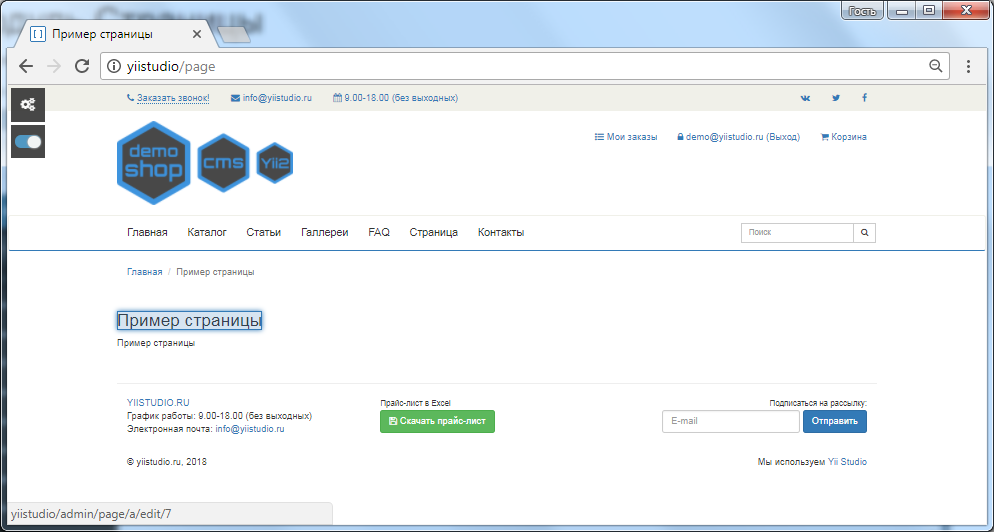 Гость
Пример страницы
yiistudio/page
Заказать звонок! info@yiistudio.ru 9.00-18.00 (без выходных)
demo shop cms Yii2
Мои заказы demo@yiistudio.ru (Выход) Корзина
Главная Каталог Статьи Галлереи FAQ Страница Контакты Поиск
Главная / Пример страницы
Пример страницы
Пример страницы
YIISTUDIO.RU
График работы: 9.00-18.00 (без выходных)
Электронная почта: info@yiistudio.ru
Прайс-лист в Excel
Скачать прайс-лист
Подписаться на рассылку:
E-mail Отправить
© yiistudio.ru, 2018 Мы используем Yii Studio
yiistudio/admin/page/a/edit/7